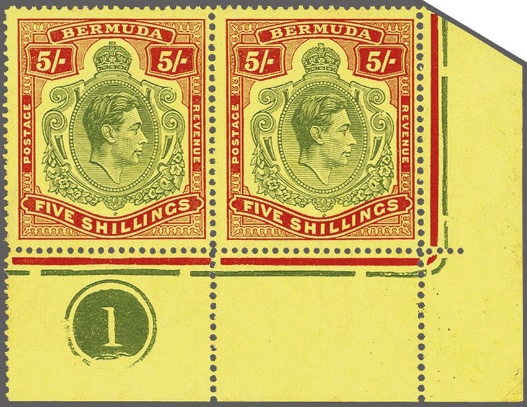 BERMUDA
5/- 5/-
POSTAGE REVENUE
FIVE SHILLINGS
BERMUDA
5/- 5/-
POSTAGE REVENUE
FIVE SHILLINGS
1